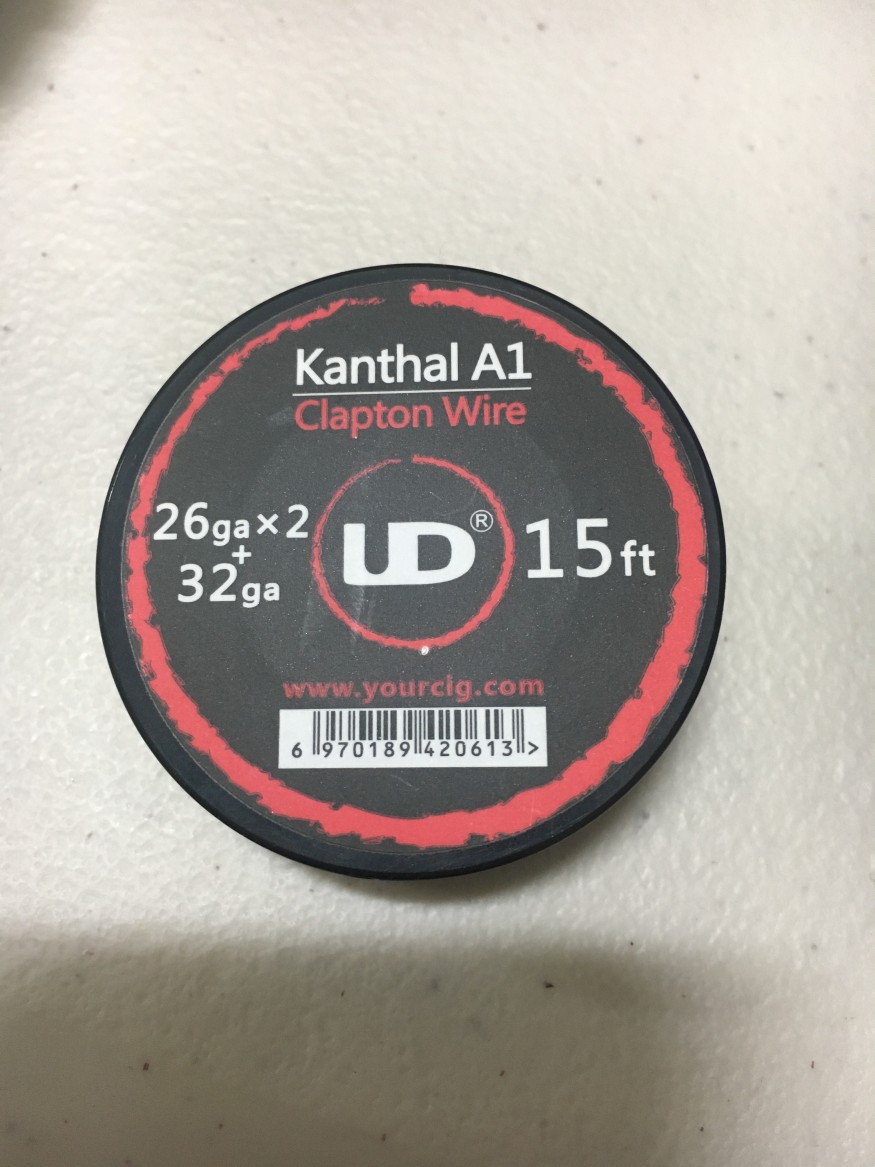 Kanthal A1
Clapton Wire
26ga×2
+
32ga
UD®
15ft
www.yourcig.com
6 970189 420613 >